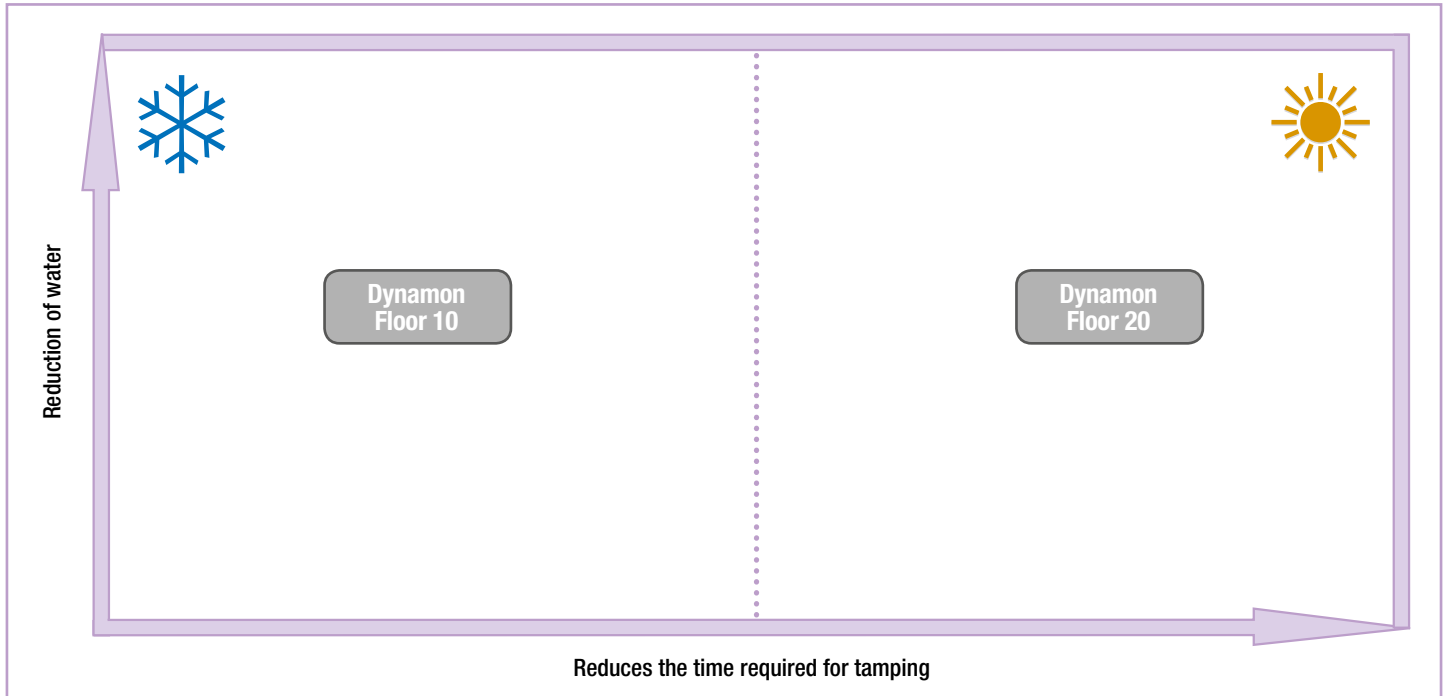 Reduction of water
Dynamon
Floor 10
Dynamon
Floor 20
Reduces the time required for tamping